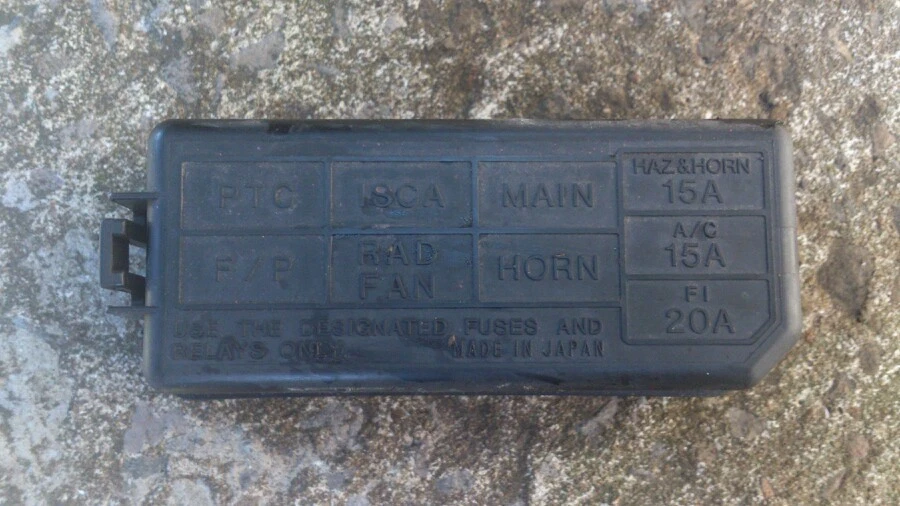 PTC
ISCA
MAIN
HAZ & HORN
15A
F/P
RAD
FAN
HORN
A/C
15A
FI
20A
USE THE DESIGNATED FUSES AND
RELAYS ONLY. MADE IN JAPAN